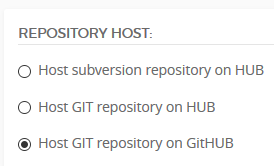 REPOSITORY HOST:
Host subversion repository on HUB
Host GIT repository on HUB
Host GIT repository on GitHUB